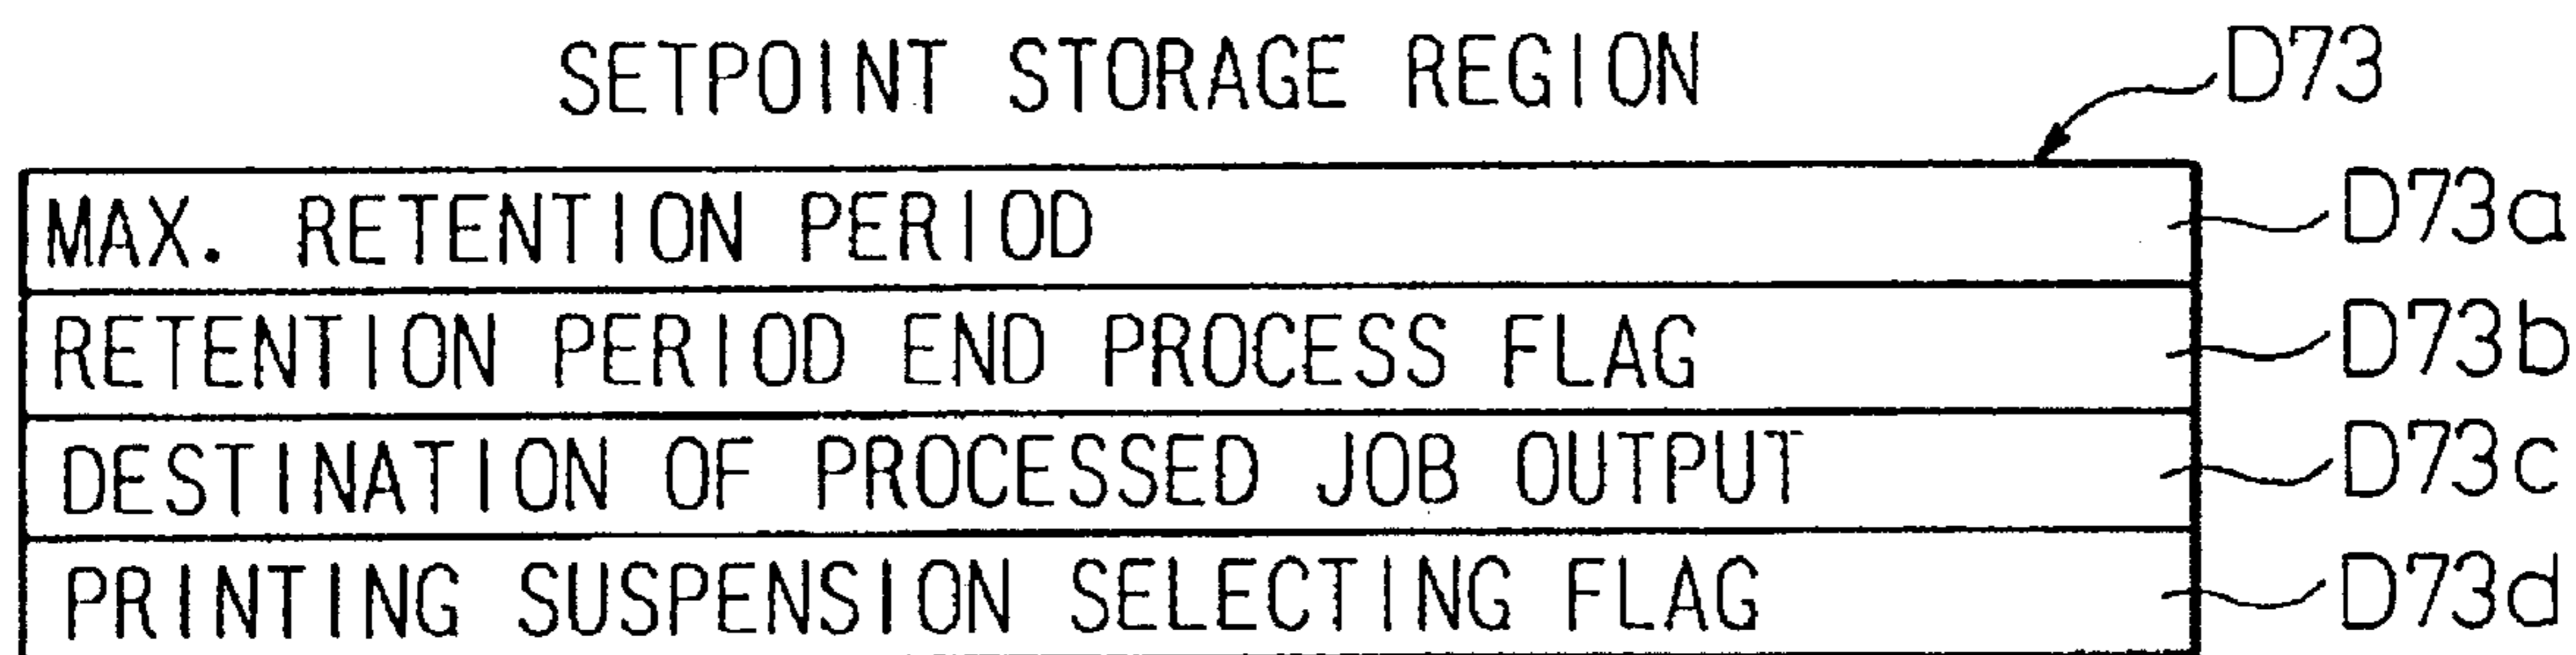 SETPOINT STORAGE REGION D73
MAX. RETENTION PERIOD D73a
RETENTION PERIOD END PROCESS FLAG D73b
DESTINATION OF PROCESSED JOB OUTPUT D73c
PRINTING SUSPENSION SELECTING FLAG D73d